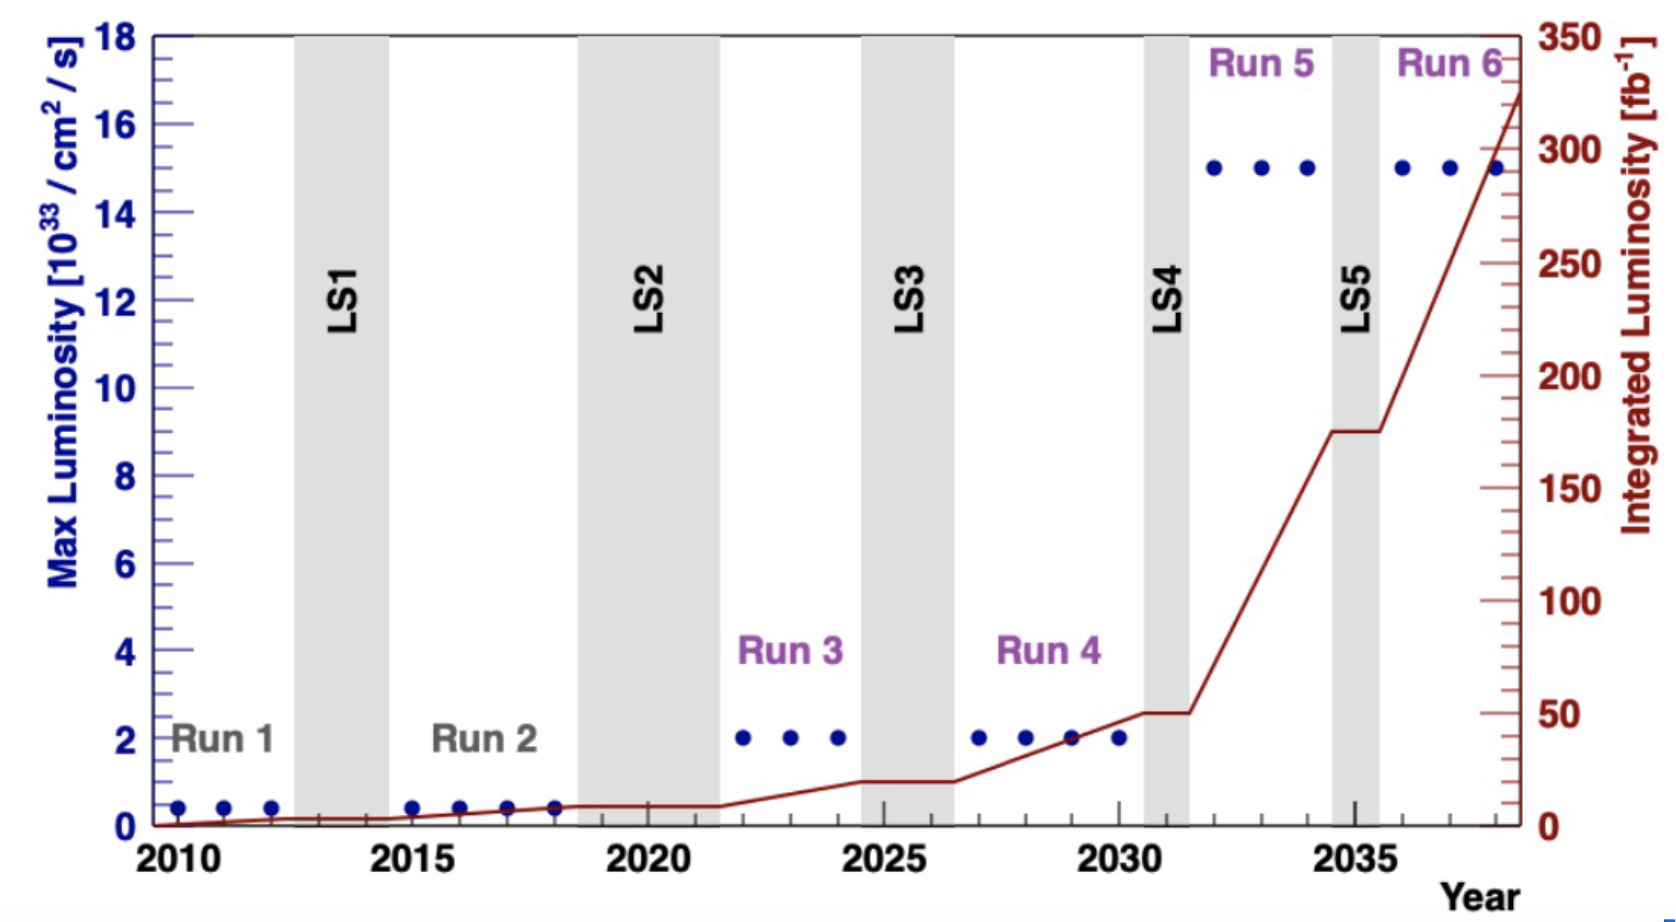 Max Luminosity [10³³ / cm² / s]
18
16
14
12
10
8
6
4
2
0
Run 1
Run 2
Run 3
Run 4
Run 5
Run 6
LS1
LS2
LS3
LS4
LS5
350
300
250
200
150
100
50
0
Integrated Luminosity [fb⁻¹]
2010
2015
2020
2025
2030
2035
Year